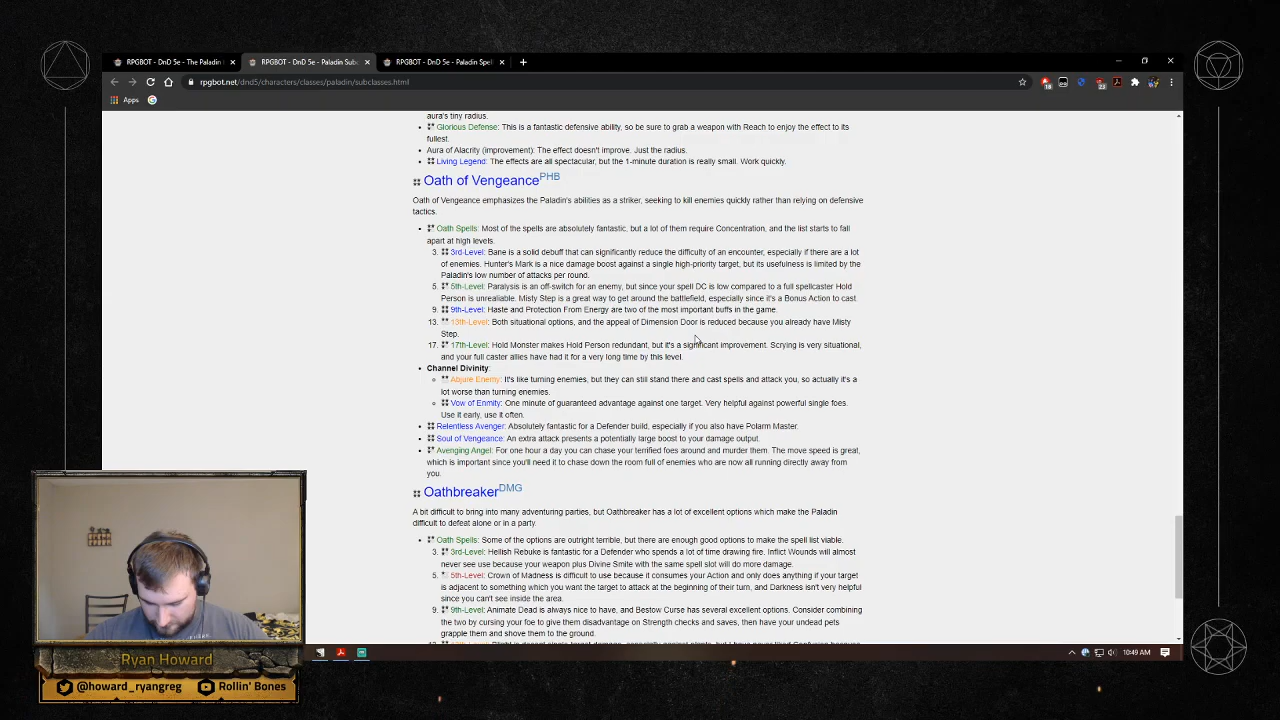 RPGBOT - DnD 5e - The Paladin
RPGBOT - DnD 5e - Paladin Subc
RPGBOT - DnD 5e - Paladin Spel
rpgbot.net/dnd5/characters/classes/paladin/subclasses.html
Apps
aura's tiny radius.
Glorious Defense: This is a fantastic defensive ability, so be sure to grab a weapon with Reach to enjoy the effect to its
fullest.
Aura of Alacrity (improvement): The effect doesn't improve. Just the radius.
Living Legend: The effects are all spectacular, but the 1-minute duration is really small. Work quickly.
Oath of Vengeance PHB
Oath of Vengeance emphasizes the Paladin's abilities as a striker, seeking to kill enemies quickly rather than relying on defensive
tactics.
Oath Spells: Most of the spells are absolutely fantastic, but a lot of them require Concentration, and the list starts to fall
apart at high levels.
3. 3rd-Level: Bane is a solid debuff that can significantly reduce the difficulty of an encounter, especially if there are a lot
of enemies. Hunter's Mark is a nice damage boost against a single high-priority target, but its usefulness is limited by the
Paladin's low number of attacks per round.
5. 5th-Level: Paralysis is an off-switch for an enemy, but since your spell DC is low compared to a full spellcaster Hold
Person is unreliable. Misty Step is a great way to get around the battlefield, especially since it's a Bonus Action to cast.
9. 9th-Level: Haste and Protection From Energy are two of the most important buffs in the game.
13. 13th-Level: Both situational options, and the appeal of Dimension Door is reduced because you already have Misty
Step.
17. 17th-Level: Hold Monster makes Hold Person redundant, but it's a significant improvement. Scrying is very situational,
and your full caster allies have had it for a very long time by this level.
Channel Divinity:
Abjure Enemy: It's like turning enemies, but they can still stand there and cast spells and attack you, so actually it's a
lot worse than turning enemies.
Vow of Enmity: One minute of guaranteed advantage against one target. Very helpful against powerful single foes.
Use it early, use it often.
Relentless Avenger: Absolutely fantastic for a Defender build, especially if you also have Polarm Master.
Soul of Vengeance: An extra attack presents a potentially large boost to your damage output.
Avenging Angel: For one hour a day you can chase your terrified foes around and murder them. The move speed is great,
which is important since you'll need it to chase down the room full of enemies who are now all running directly away from
you.
Oathbreaker DMG
A bit difficult to bring into many adventuring parties, but Oathbreaker has a lot of excellent options which make the Paladin
difficult to defeat alone or in a party.
Oath Spells: Some of the options are outright terrible, but there are enough good options to make the spell list viable.
3. 3rd-Level: Hellish Rebuke is fantastic for a Defender who spends a lot of time drawing fire. Inflict Wounds will almost
never see use because your weapon plus Divine Smite with the same spell slot will do more damage.
5. 5th-Level: Crown of Madness is difficult to use because it consumes your Action and only does anything if your target
is adjacent to something which you want the target to attack at the beginning of their turn, and Darkness isn't very helpful
since you can't see inside the area.
9. 9th-Level: Animate Dead is always nice to have, and Bestow Curse has several excellent options. Consider combining
the two by cursing your foe to give them disadvantage on Strength checks and saves, then have your undead pets
grapple them and shove them to the ground.
10:49 AM
Ryan Howard
@howard_ryangreg
Rollin' Bones